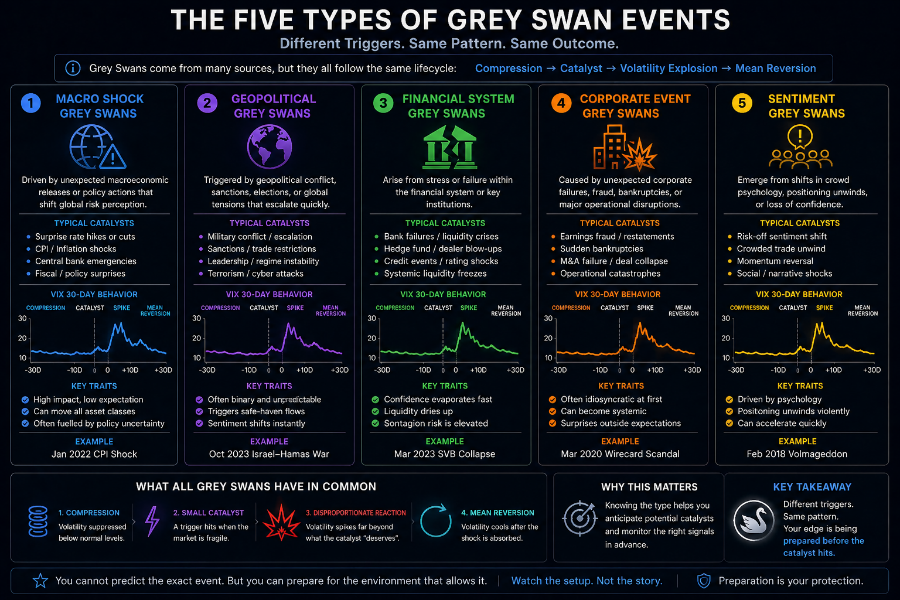 THE FIVE TYPES OF GREY SWAN EVENTS
Different Triggers. Same Pattern. Same Outcome.
Grey Swans come from many sources, but they all follow the same lifecycle: Compression → Catalyst → Volatility Explosion → Mean Reversion
1
MACRO SHOCK
GREY SWANS
Driven by unexpected macroeconomic
releases or policy actions that
shift global risk perception.
TYPICAL CATALYSTS
• Surprise rate hikes or cuts
• CPI / Inflation shocks
• Central bank emergencies
• Fiscal / policy surprises
VIX 30-DAY BEHAVIOR
COMPRESSION CATALYST SPIKE MEAN
REVERSION
30
20
10
-300 -30 0 0 +3D
KEY TRAITS
High impact, low expectation
Can move all asset classes
Often fuelled by policy uncertainty
EXAMPLE
Jan 2022 CPI Shock
2
GEOPOLITICAL
GREY SWANS
Triggered by geopolitical conflict,
sanctions, elections, or global
tensions that escalate quickly.
TYPICAL CATALYSTS
• Military conflict / escalation
• Sanctions / trade restrictions
• Leadership / regime instability
• Terrorism / cyber attacks
VIX 30-DAY BEHAVIOR
COMPRESSION CATALYST SPIKE MEAN
REVERSION
30
20
10
-300 -30 0 0 +3D
KEY TRAITS
Often binary and unpredictable
Triggers safe-haven flows
Sentiment shifts instantly
EXAMPLE
Oct 2023 Israel–Hamas War
3
FINANCIAL SYSTEM
GREY SWANS
Arise from stress or failure within
the financial system or key
institutions.
TYPICAL CATALYSTS
• Bank failures / liquidity crises
• Hedge fund / dealer blow-ups
• Credit events / rating shocks
• Systemic liquidity freezes
VIX 30-DAY BEHAVIOR
COMPRESSION CATALYST SPIKE MEAN
REVERSION
30
20
10
-300 -30 0 0 +3D
KEY TRAITS
Confidence evaporates fast
Liquidity dries up
Sontagion risk is elevated
EXAMPLE
Mar 2023 SVB Collapse
4
CORPORATE EVENT
GREY SWANS
Caused by unexpected corporate
failures, fraud, bankruptcies, or
major operational disruptions.
TYPICAL CATALYSTS
• Earnings fraud / restatements
• Sudden bankruptcies
• M&A failure / deal collapse
• Operational catastrophes
VIX 30-DAY BEHAVIOR
COMPRESSION CATALYST SPIKE MEAN
REVERSION
30
20
10
-300 -30 0 0 +3D
KEY TRAITS
Often idiosyncratic at first
Can become systemic
Surprises outside expectations
EXAMPLE
Mar 2020 Wirecard Scandal
5
SENTIMENT
GREY SWANS
Emerge from shifts in crowd
psychology, positioning unwinds,
or loss of confidence.
TYPICAL CATALYSTS
• Risk-off sentiment shift
• Crowded trade unwind
• Momentum reversal
• Social / narrative shocks
VIX 30-DAY BEHAVIOR
COMPRESSION CATALYST SPIKE MEAN
REVERSION
30
20
10
-300 -30 0 0 +3D
KEY TRAITS
Driven by psychology
Positoning unwinds violently
Can accelerate quickly
EXAMPLE
Feb 2018 Volmageddon
WHAT ALL GREY SWANS HAVE IN COMMON
1. COMPRESSION
Volatility suppressed
below normal levels.
2. SMALL CATALYST
A trigger hits when the
market is fragile.
3. DISPROPORTIONATE REACTION
Volatility spikes far beyond
what the catalyst “deserves”.
4. MEAN REVERSION
Volatility cools after the
shock is absorbed.
WHY THIS MATTERS
Knowing the type helps you
anticipate potential catalysts
and monitor the right signals
in advance.
KEY TAKEAWAY
Different triggers.
Same pattern.
Your edge is being
prepared before the
catalyst hits.
You cannot predict the exact event. But you can prepare for the environment that allows it. | Watch the setup. Not the story. | Preparation is your protection.